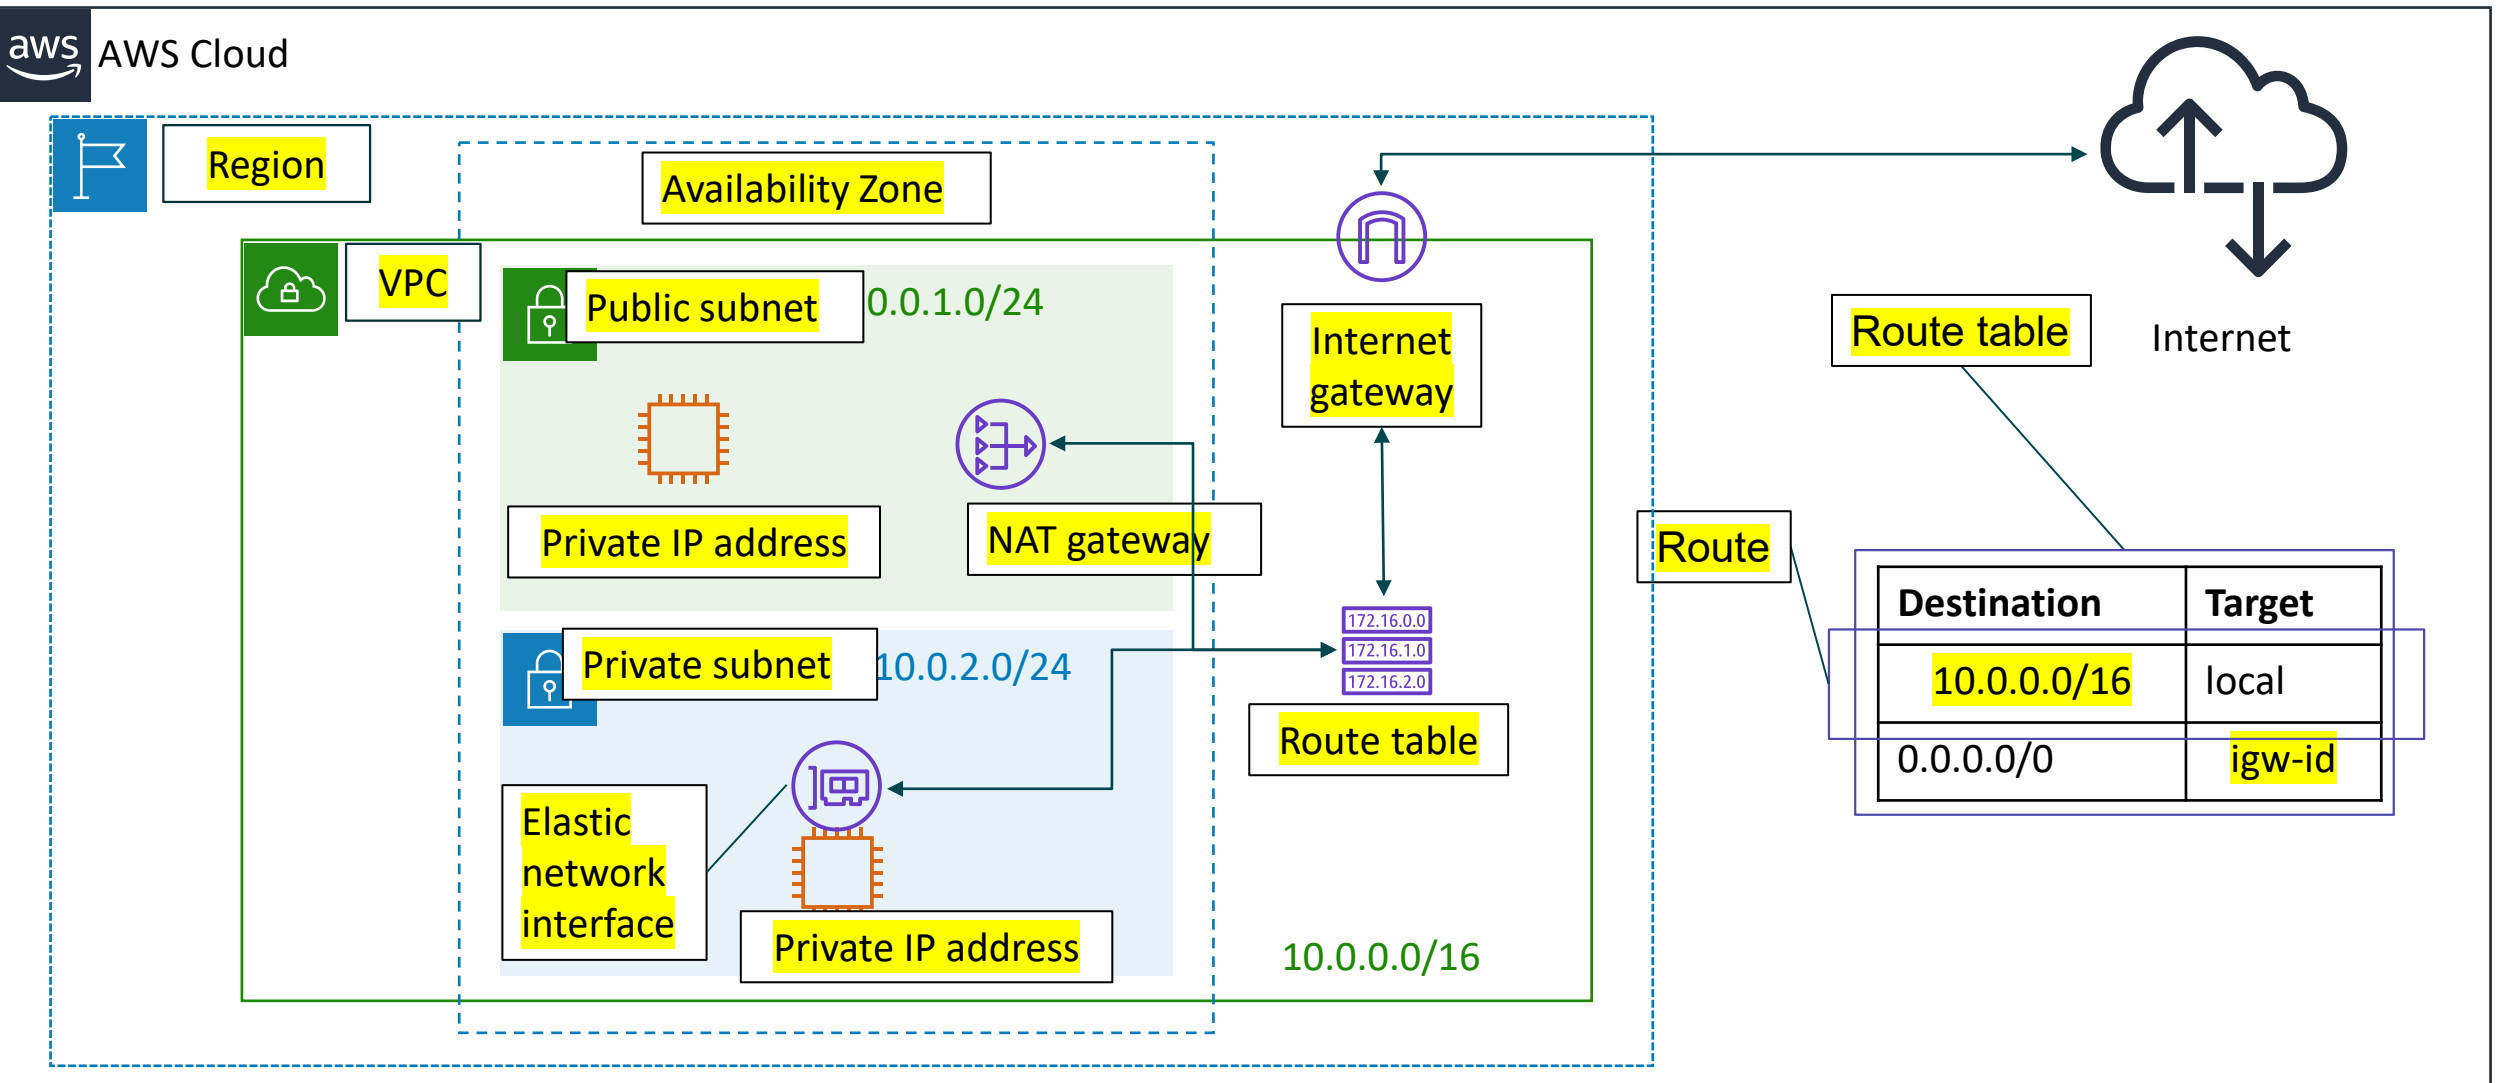 aws
AWS Cloud
Region
Availability Zone
VPC
Public subnet
0.0.1.0/24
Internet
gateway
Route table
Internet
Private IP address
NAT gateway
Route
Destination Target
10.0.0.0/16 local
0.0.0.0/0 igw-id
172.16.0.0
172.16.1.0
172.16.2.0
Route table
Private subnet
10.0.2.0/24
Elastic
network
interface
Private IP address
10.0.0.0/16